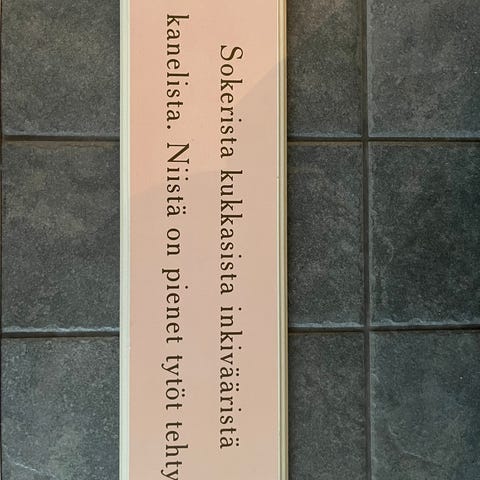 Sokerista kukkasista inkivääristä
kanelista. Niistä on pienet tytöt tehty